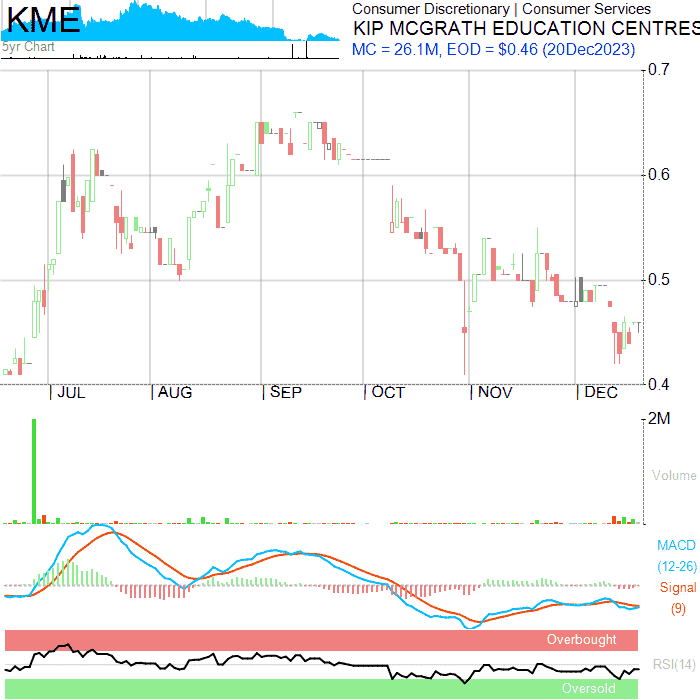 KME
Consumer Discretionary | Consumer Services
KIP MCGRATH EDUCATION CENTRES
MC = 26.1M, EOD = $0.46 (20Dec2023)
5yr Chart
0.7
0.6
0.5
0.4
JUL
AUG
SEP
OCT
NOV
DEC
2M
Volume
MACD
(12-26)
Signal
(9)
Overbought
RSI(14)
Oversold